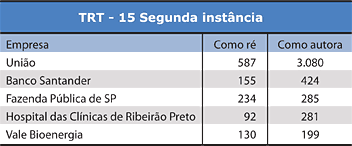 TRT - 15 Segunda instância
Empresa Como ré Como autora
União 587 3.080
Banco Santander 155 424
Fazenda Pública de SP 234 285
Hospital das Clínicas de Ribeirão Preto 92 281
Vale Bioenergia 130 199